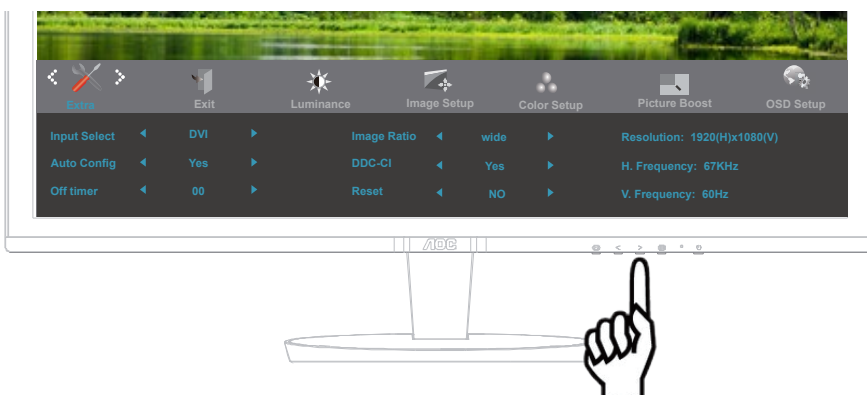 Extra Exit Luminance Image Setup Color Setup Picture Boost OSD Setup
Input Select DVI Image Ratio wide Resolution: 1920(H)x1080(V)
Auto Config Yes DDC-CI Yes H. Frequency: 67KHz
Off timer 00 Reset NO V. Frequency: 60Hz
AOC